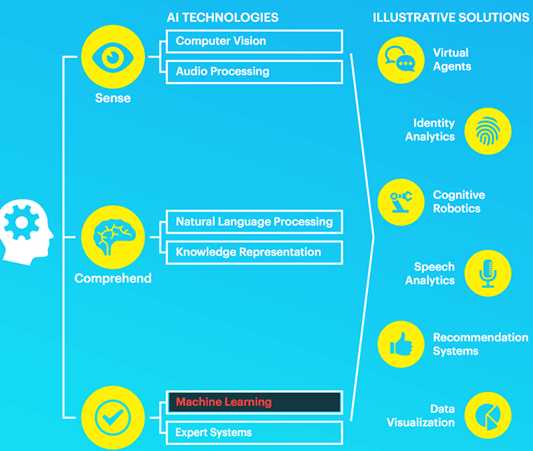 AI TECHNOLOGIES
ILLUSTRATIVE SOLUTIONS
Computer Vision
Audio Processing
Sense
Natural Language Processing
Knowledge Representation
Comprehend
Machine Learning
Expert Systems
Virtual
Agents
Identity
Analytics
Cognitive
Robotics
Speech
Analytics
Recommendation
Systems
Data
Visualization